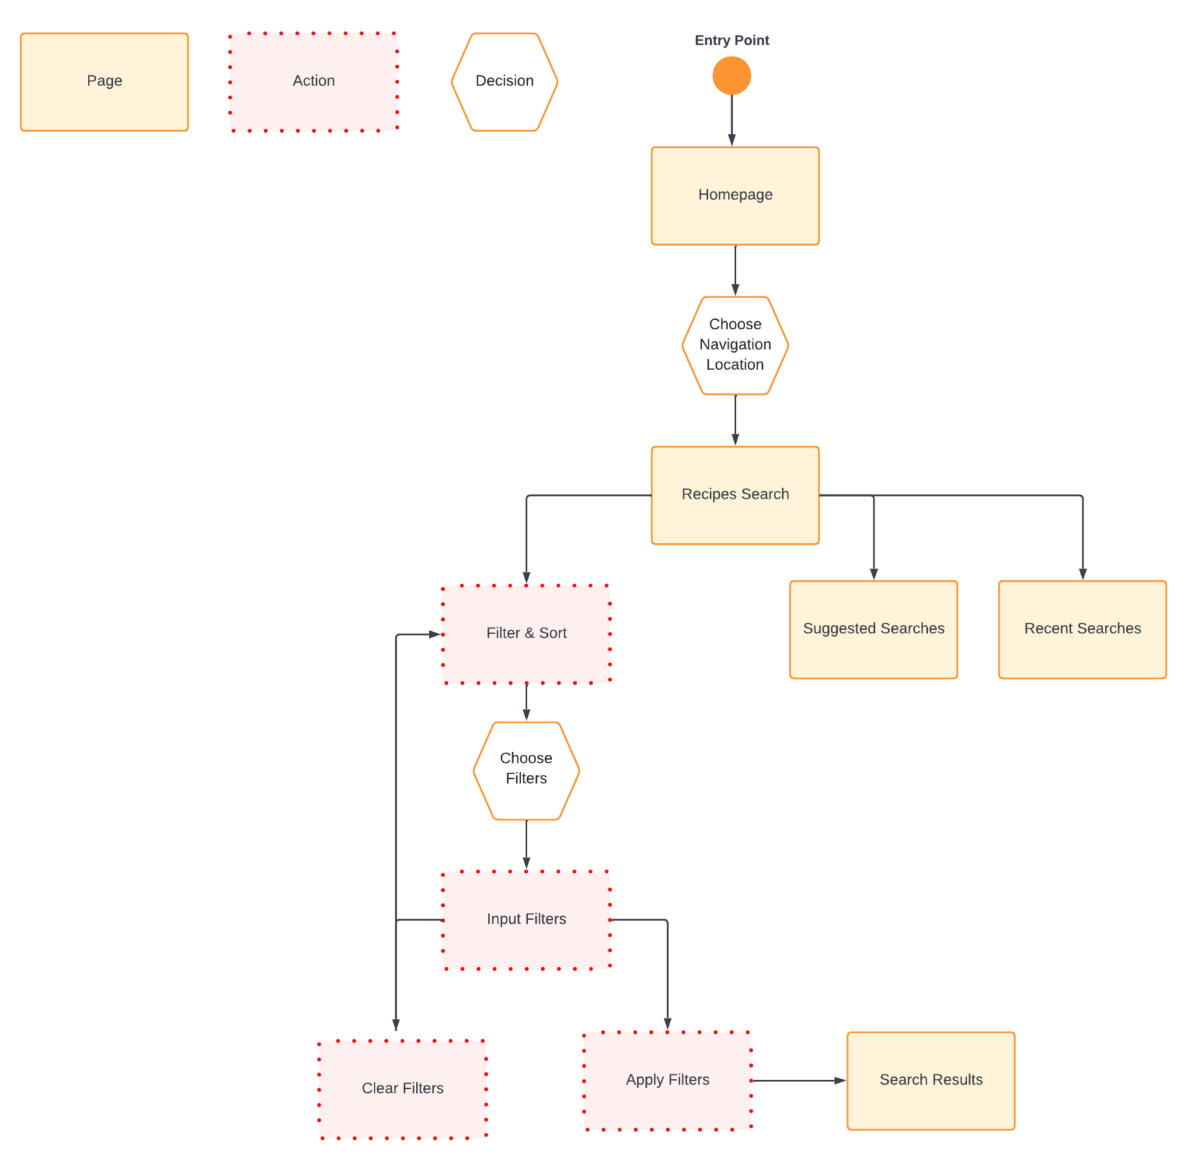 Entry Point
Page
Action
Decision
Homepage
Choose
Navigation
Location
Recipes Search
Filter & Sort
Suggested Searches
Recent Searches
Choose
Filters
Input Filters
Clear Filters
Apply Filters
Search Results